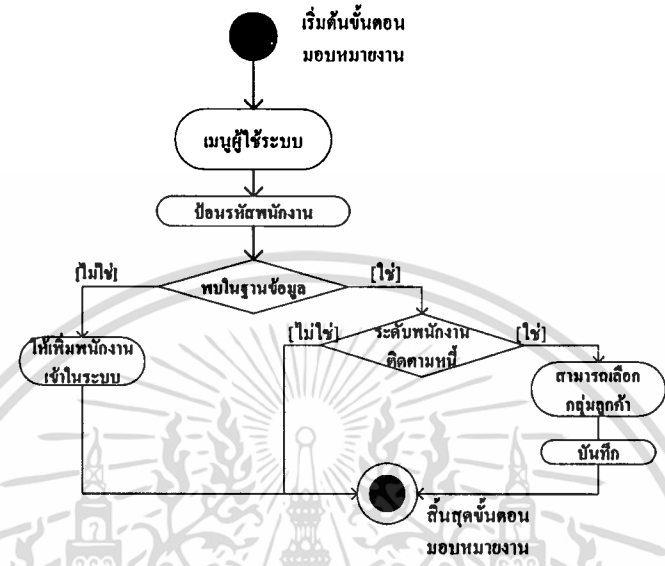 เริ่มต้นขั้นตอน
มอบหมายงาน
เมนูผู้ใช้ระบบ
ป้อนรหัสพนักงาน
[ไม่ใช่]
พบในฐานข้อมูล
[ใช่]
[ไม่ใช่]
ระดับพนักงาน
ติดตามหนี้
[ใช่]
ให้เพิ่มพนักงาน
เข้าในระบบ
สามารถเลือก
กลุ่มลูกค้า
บันทึก
สิ้นสุดขั้นตอน
มอบหมายงาน